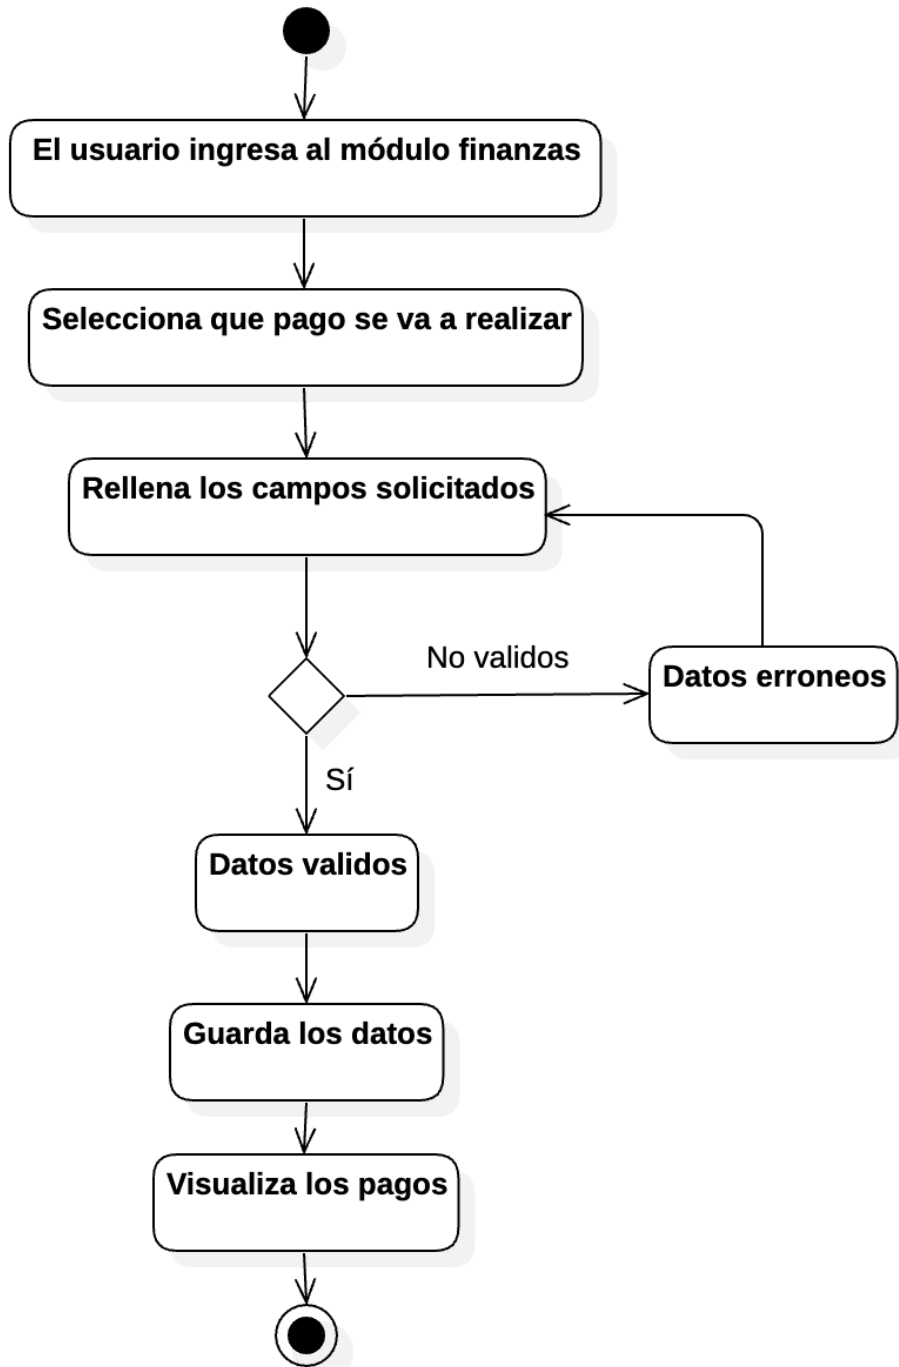 El usuario ingresa al módulo finanzas
Selecciona que pago se va a realizar
Rellena los campos solicitados
No validos
Datos erroneos
Sí
Datos validos
Guarda los datos
Visualiza los pagos